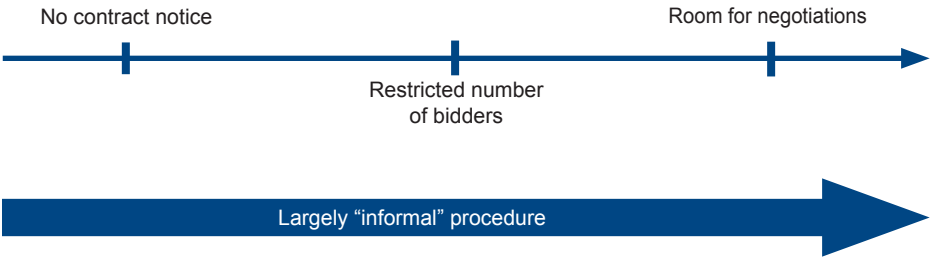 No contract notice
Room for negotiations
Restricted number
of bidders
Largely “informal” procedure